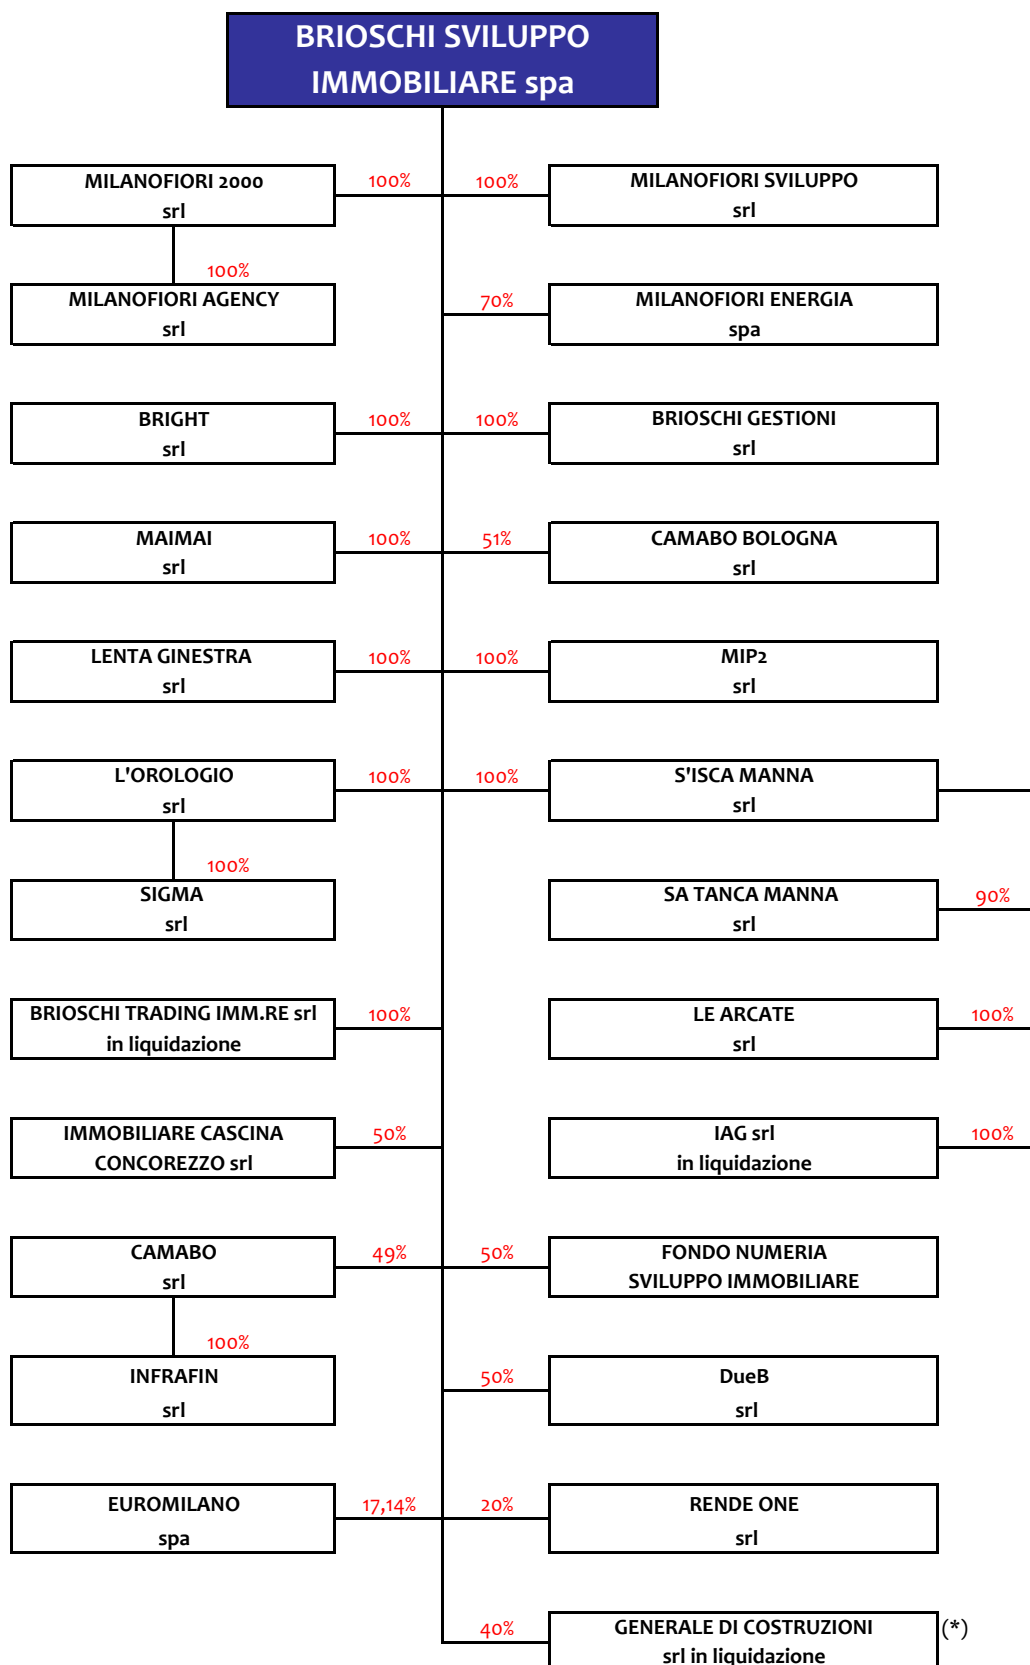 BRIOSCHI SVILUPPO
IMMOBILIARE spa
MILANOFIORI 2000
srl
100%
100%
MILANOFIORI SVILUPPO
srl
100%
MILANOFIORI AGENCY
srl
70%
MILANOFIORI ENERGIA
spa
BRIGHT
srl
100%
100%
BRIOSCHI GESTIONI
srl
MAIMAI
srl
100%
51%
CAMABO BOLOGNA
srl
LENTA GINESTRA
srl
100%
100%
MIP2
srl
L'OROLOGIO
srl
100%
100%
S'ISCA MANNA
srl
100%
SIGMA
srl
SA TANCA MANNA
srl
90%
BRIOSCHI TRADING IMM.RE srl
in liquidazione
100%
LE ARCATE
srl
100%
IMMOBILIARE CASCINA
CONCOREZZO srl
50%
IAG srl
in liquidazione
100%
CAMABO
srl
49%
50%
FONDO NUMERIA
SVILUPPO IMMOBILIARE
100%
INFRAFIN
srl
50%
DueB
srl
EUROMILANO
spa
17,14%
20%
RENDE ONE
srl
40%
GENERALE DI COSTRUZIONI
srl in liquidazione
(*)